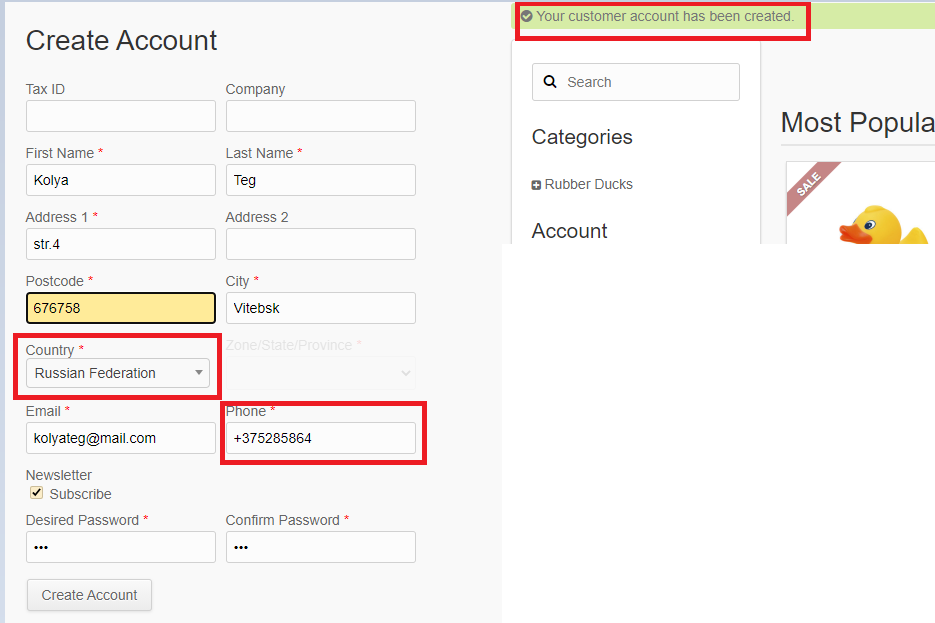 Create Account
Tax ID Company
First Name * Last Name *
Kolya Teg
Address 1 * Address 2
str.4
Postcode * City *
676758 Vitebsk
Country * Zone/State/Province *
Russian Federation
Email * Phone *
kolyateg@mail.com +375285864
Newsletter
Subscribe
Desired Password * Confirm Password *
••• •••
Create Account
Your customer account has been created.
Search
Categories
Rubber Ducks
Account
Most Popula
SALE